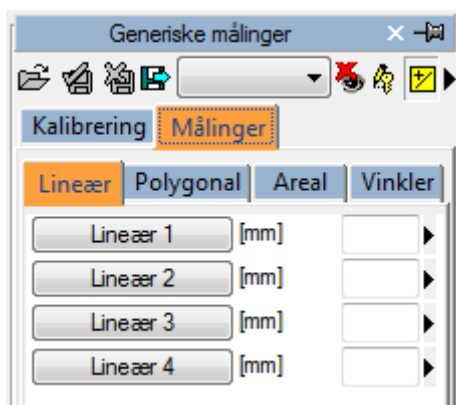 Generiske målinger
Kalibrering Målinger
Lineær Polygonal Areal Vinkler
Lineær 1 [mm]
Lineær 2 [mm]
Lineær 3 [mm]
Lineær 4 [mm]